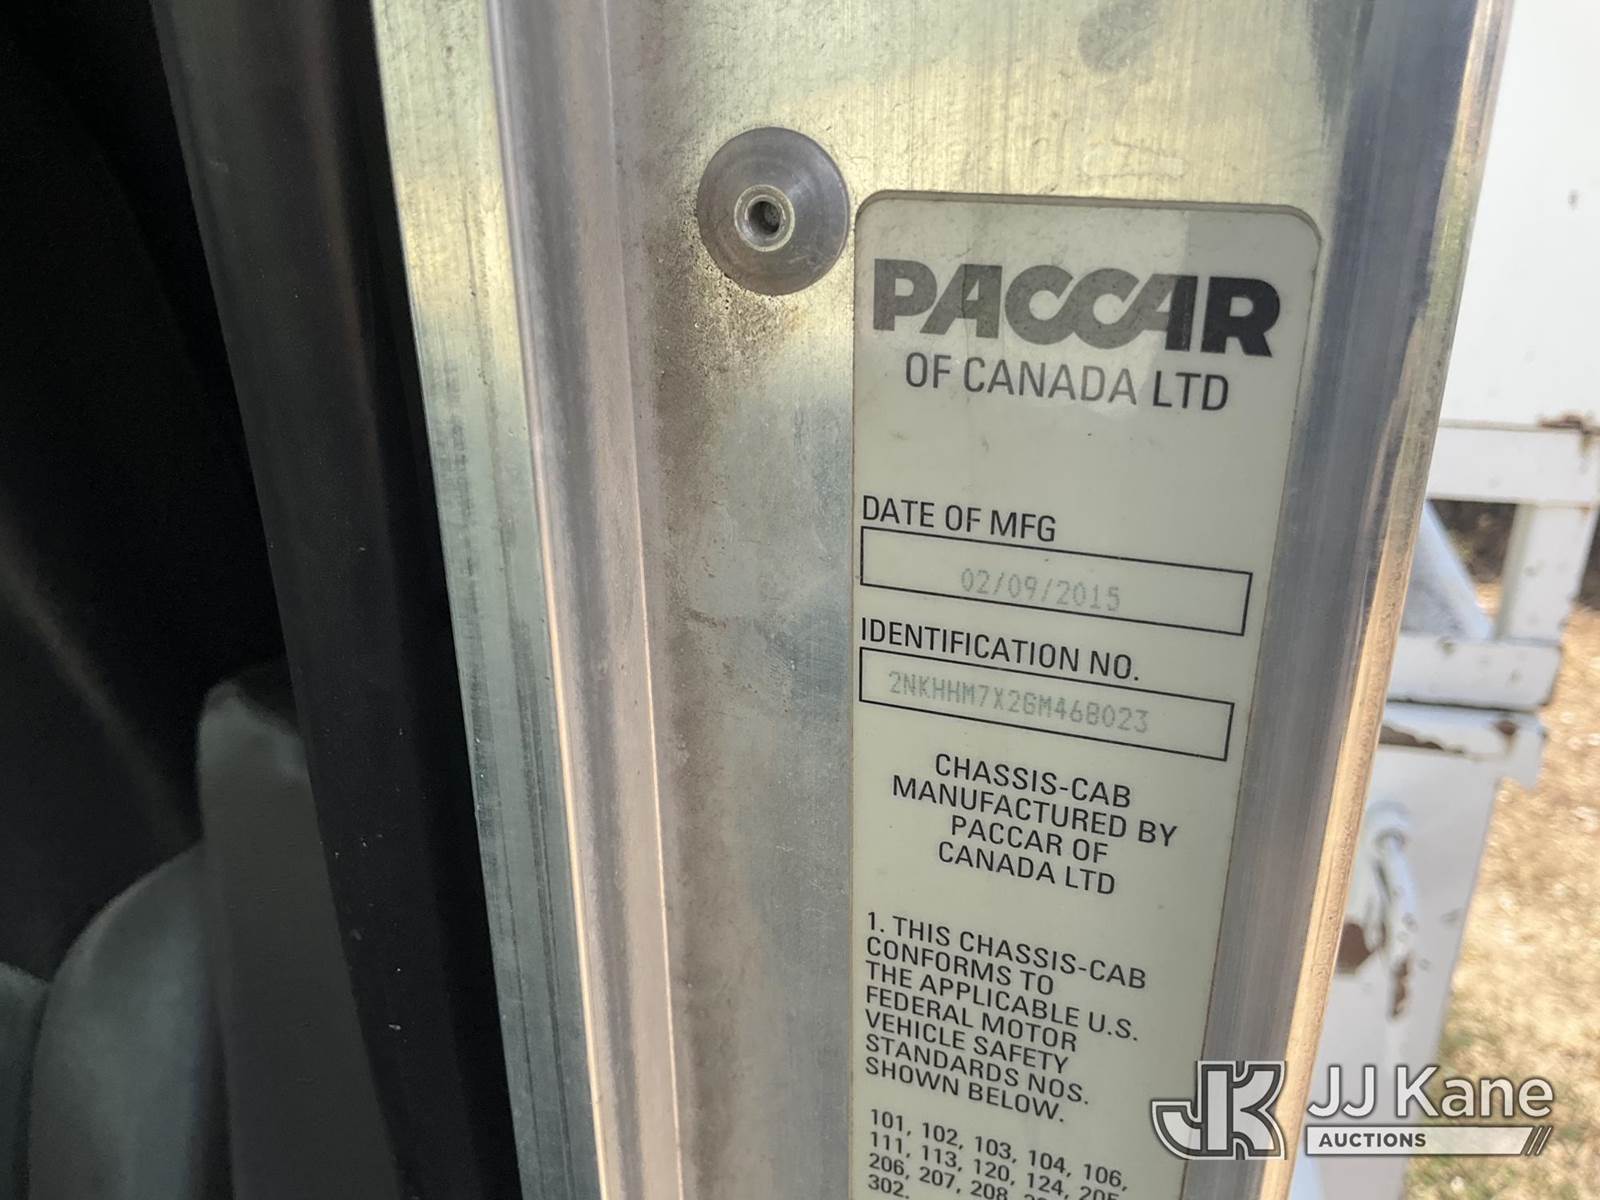 PACCAR
OF CANADA LTD
DATE OF MFG
02/09/2015
IDENTIFICATION NO.
2NKHHM7X2GM468023
CHASSIS-CAB
MANUFACTURED BY
PACCAR OF
CANADA LTD
1. THIS CHASSIS-CAB
CONFORMS TO
THE APPLICABLE U.S.
FEDERAL MOTOR
VEHICLE SAFETY
STANDARDS NOS.
SHOWN BELOW.
101, 102, 103, 104, 106,
111, 113, 120, 124, 205,
206, 207, 208,
302.
JK JJ Kane
AUCTIONS